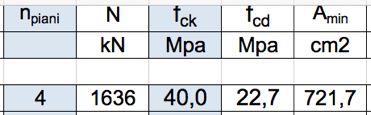 npiani N fck fcd Amin
kN Mpa Mpa cm2
4 1636 40,0 22,7 721,7